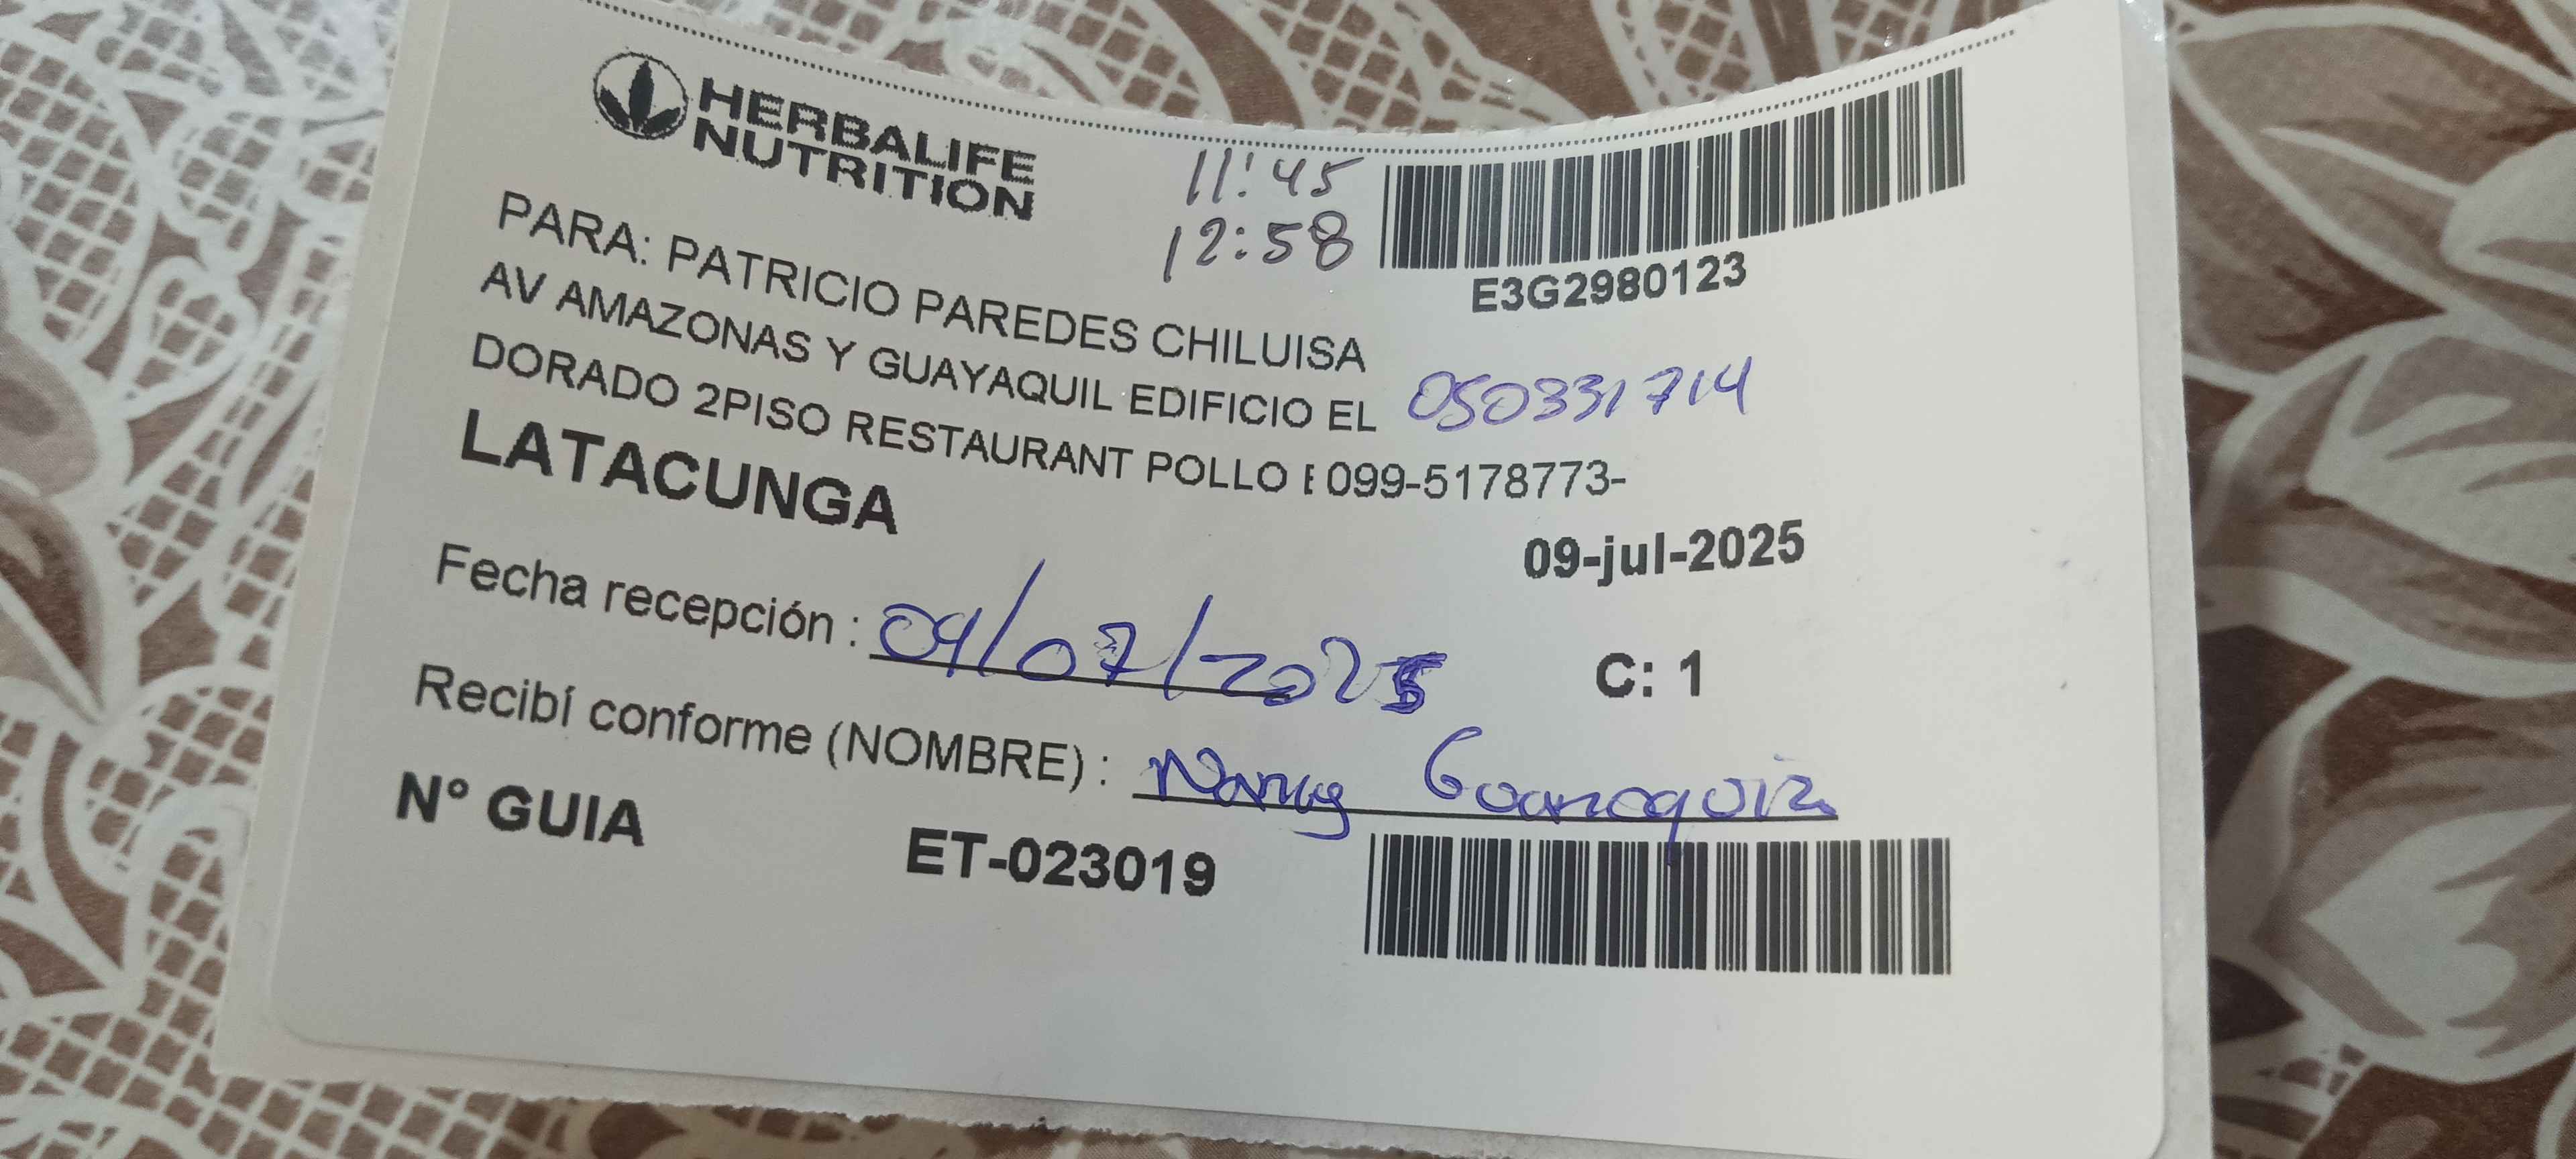 HERBALIFE
NUTRITION
11:45
12:58
E3G2980123
PARA: PATRICIO PAREDES CHILUISA
AV AMAZONAS Y GUAYAQUIL EDIFICIO EL 050331714
DORADO 2PISO RESTAURANT POLLO E 099-5178773-
LATACUNGA
09-jul-2025
Fecha recepción : 09/07/2025
C: 1
Recibí conforme (NOMBRE) : Nancy
N° GUIA ET-023019